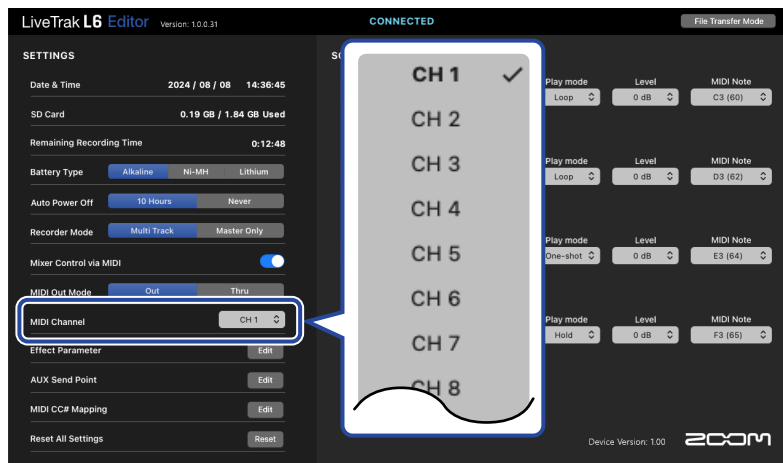 LiveTrak L6 Editor Version: 1.0.0.31 CONNECTED File Transfer Mode
SETTINGS
Date & Time 2024 / 08 / 08 14:36:45
SD Card 0.19 GB / 1.84 GB Used
Remaining Recording Time 0:12:48
Battery Type Alkaline Ni-MH Lithium
Auto Power Off 10 Hours Never
Recorder Mode Multi Track Master Only
Mixer Control via MIDI
MIDI Out Mode Out Thru
MIDI Channel CH 1
Effect Parameter Edit
AUX Send Point Edit
MIDI CC# Mapping Edit
Reset All Settings Reset
CH 1
CH 2
CH 3
CH 4
CH 5
CH 6
CH 7
CH 8
Play mode Level MIDI Note
Loop 0 dB C3 (60)
Play mode Level MIDI Note
Loop 0 dB D3 (62)
Play mode Level MIDI Note
One-shot 0 dB E3 (64)
Play mode Level MIDI Note
Hold 0 dB F3 (65)
Device Version: 1.00 ZOOM